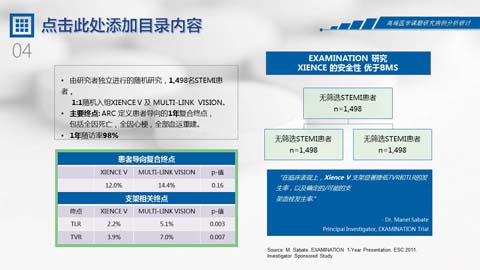 点击此处添加目录内容
高端医学课题研究病例分析研讨
04
• 由研究者独立进行的随机研究，1,498名STEMI患
者，
1:1随机入组XIENCE V 及 MULTI-LINK VISION。
• 主要终点: ARC 定义患者导向的1年复合终点，
包括全因死亡，全因心梗，全部血运重建。
• 1年随访率98%
患者导向复合终点
XIENCE V MULTI-LINK VISION p-值
12.0% 14.4% 0.16
支架相关终点
终点 XIENCE V MULTI-LINK VISION p-值
TLR 2.2% 5.1% 0.003
TVR 3.9% 7.0% 0.007
EXAMINATION 研究
XIENCE 的安全性 优于BMS
无筛选STEMI患者
n=1,498
无筛选STEMI患者
n=1,498
无筛选STEMI患者
n=1,498
"在临床表现上，Xience V 支架显著降低TVR和TLR的发
生率，以及确定的/可能的支
架血栓发生率."
- Dr. Manel Sabate
Principal Investigator, EXAMINATION Trial
Source: M. Sabate, EXAMINATION 1-Year Presentation. ESC 2011.
Investigator Sponsored Study.